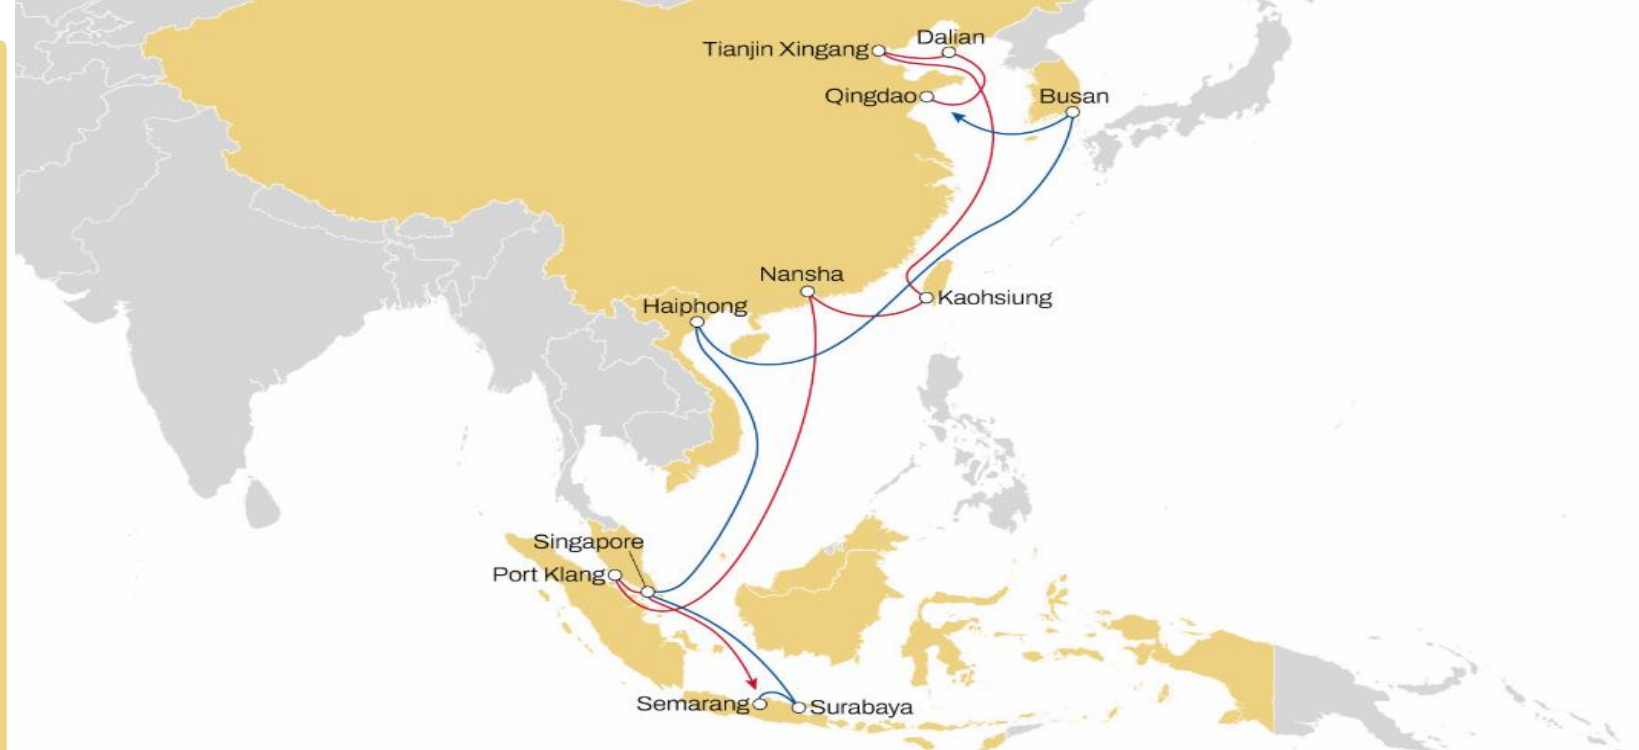 Dalian
Tianjin Xingang
Qingdao
Busan
Nansha
Kaohsiung
Haiphong
Singapore
Port Klang
Semarang
Surabaya